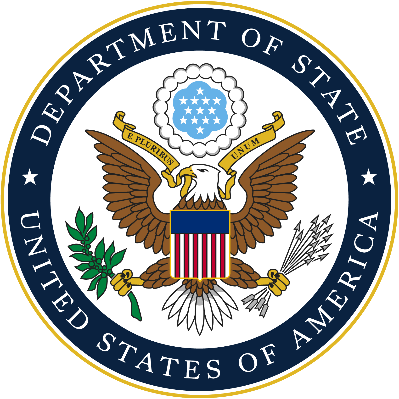 DEPARTMENT OF STATE
E PLURIBUS UNUM
UNITED STATES OF AMERICA